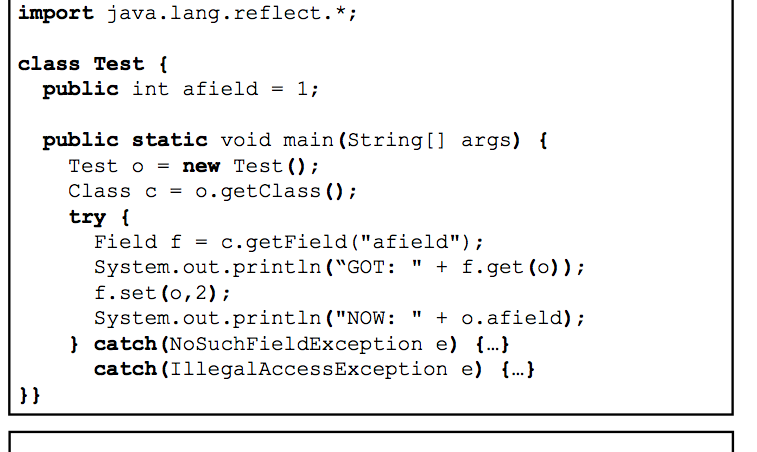 import java.lang.reflect.*;
class Test {
public int afield = 1;
public static void main(String[] args) {
Test o = new Test();
Class c = o.getClass();
try {
Field f = c.getField("afield");
System.out.println(“GOT: " + f.get(o));
f.set(o,2);
System.out.println("NOW: " + o.afield);
} catch(NoSuchFieldException e) {…}
catch(IllegalAccessException e) {…}
}}